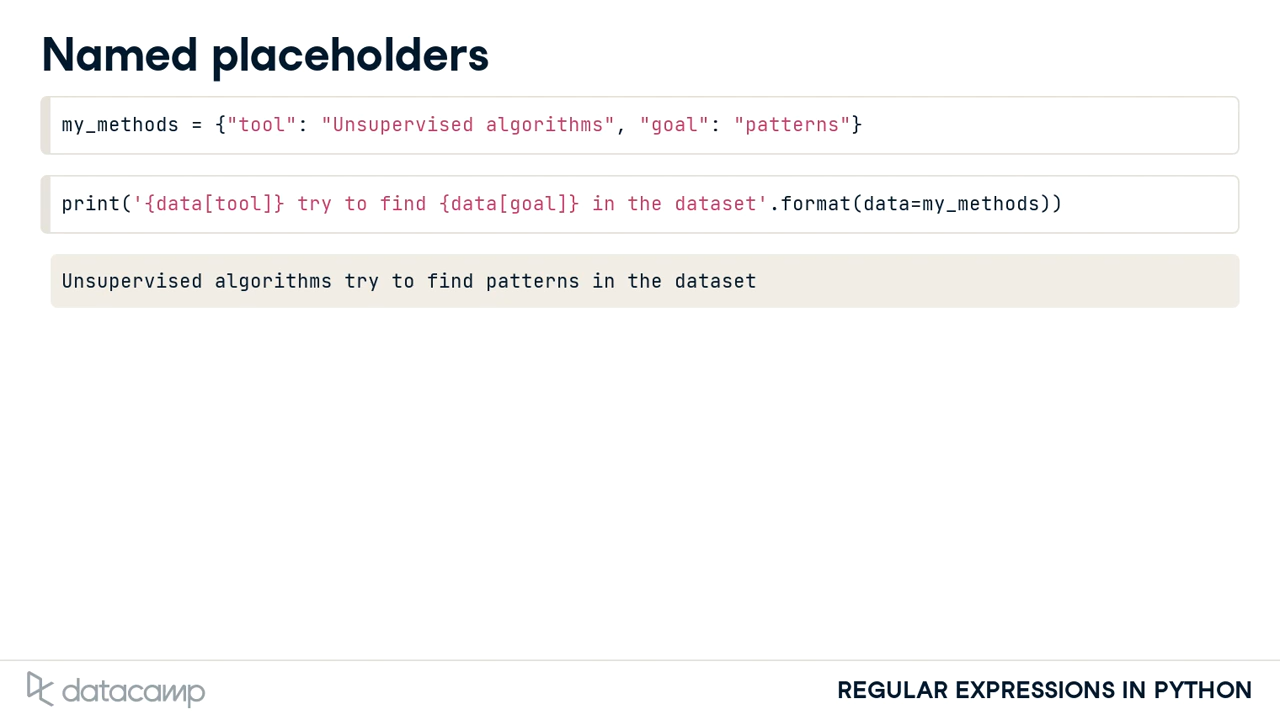 Named placeholders
my_methods = {"tool": "Unsupervised algorithms", "goal": "patterns"}
print('{data[tool]} try to find {data[goal]} in the dataset'.format(data=my_methods))
Unsupervised algorithms try to find patterns in the dataset
datacamp
REGULAR EXPRESSIONS IN PYTHON